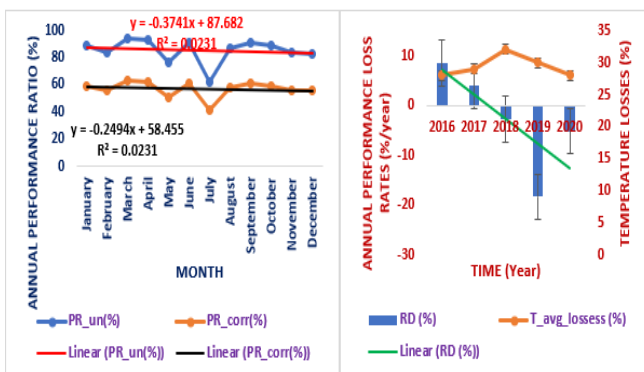 y = -0.3741x + 87.682
R² = 0.0231
100
80
60
40
20
0
y = -0.2494x + 58.455
R² = 0.0231
ANNUAL PERFORMANCE RATIO (%)
January
February
March
April
May
June
July
August
September
October
November
December
MONTH
PR_un(%)
PR_corr(%)
Linear (PR_un(%))
Linear (PR_corr(%))
ANNUAL PERFORMANCE LOSS
RATES (%/year)
10
0
-10
-20
-30
2016
2017
2018
2019
2020
35
30
25
20
15
10
5
0
TEMPERATURE LOSSES (%)
TIME (Year)
RD (%)
T_avg_lossess (%)
Linear (RD (%))